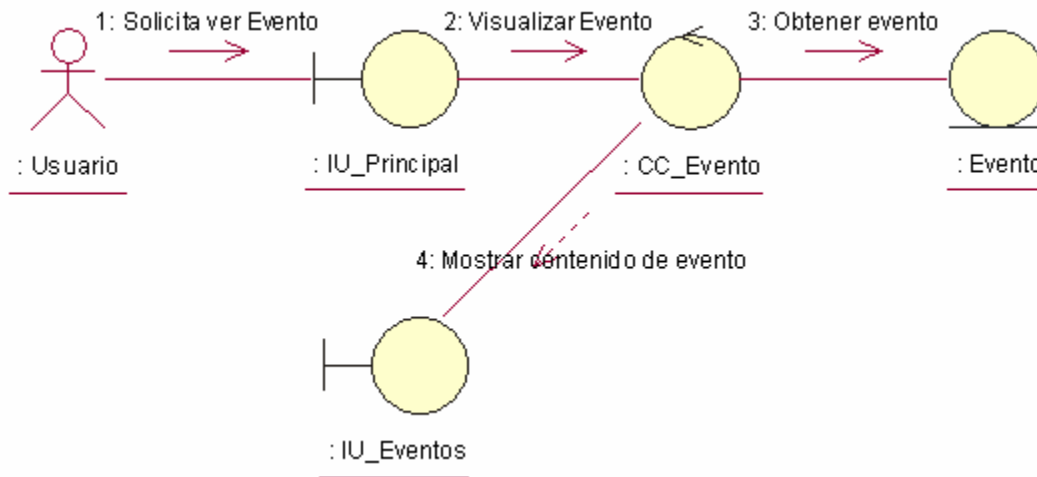 1: Solicita ver Evento
2: Visualizar Evento
3: Obtener evento
: Usuario
: IU_Principal
: CC_Evento
: Evento
4: Mostrar contenido de evento
: IU_Eventos